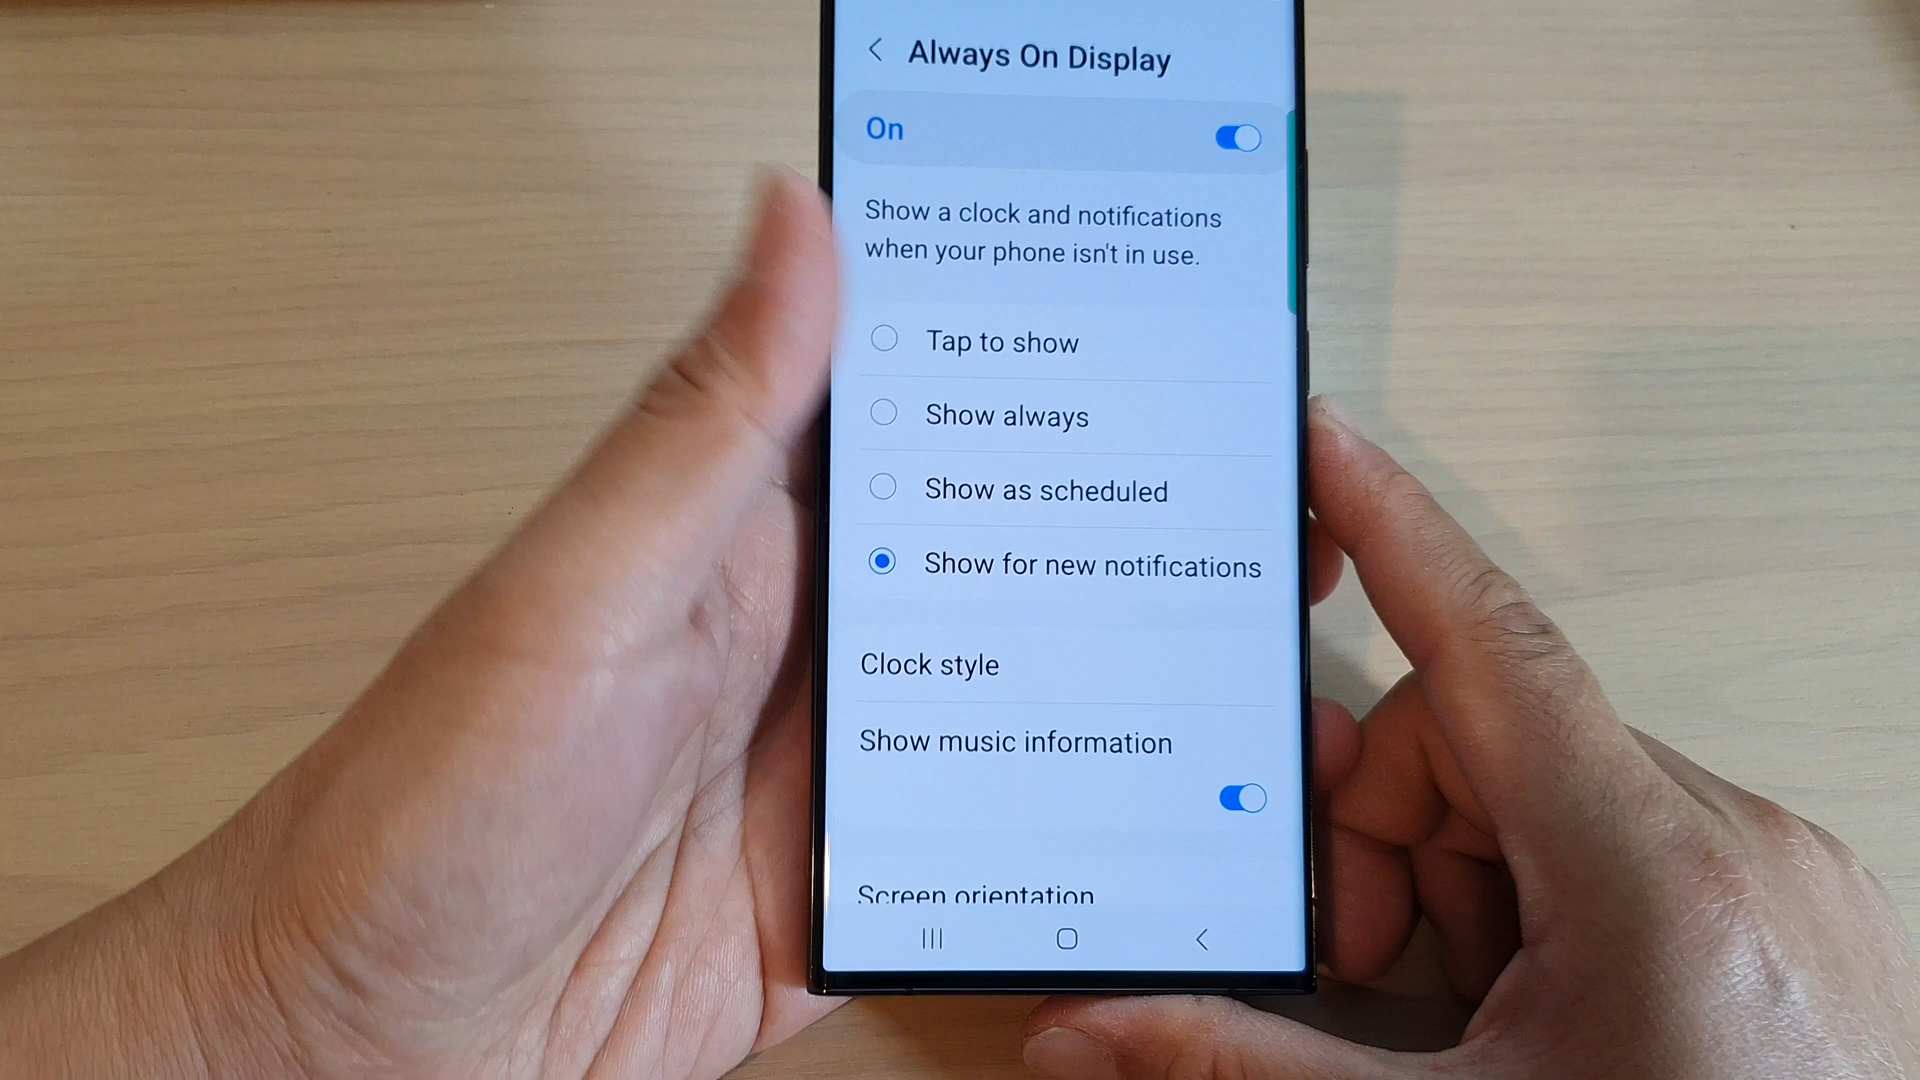 Always On Display
On
Show a clock and notifications
when your phone isn't in use.
Tap to show
Show always
Show as scheduled
Show for new notifications
Clock style
Show music information
Screen orientation